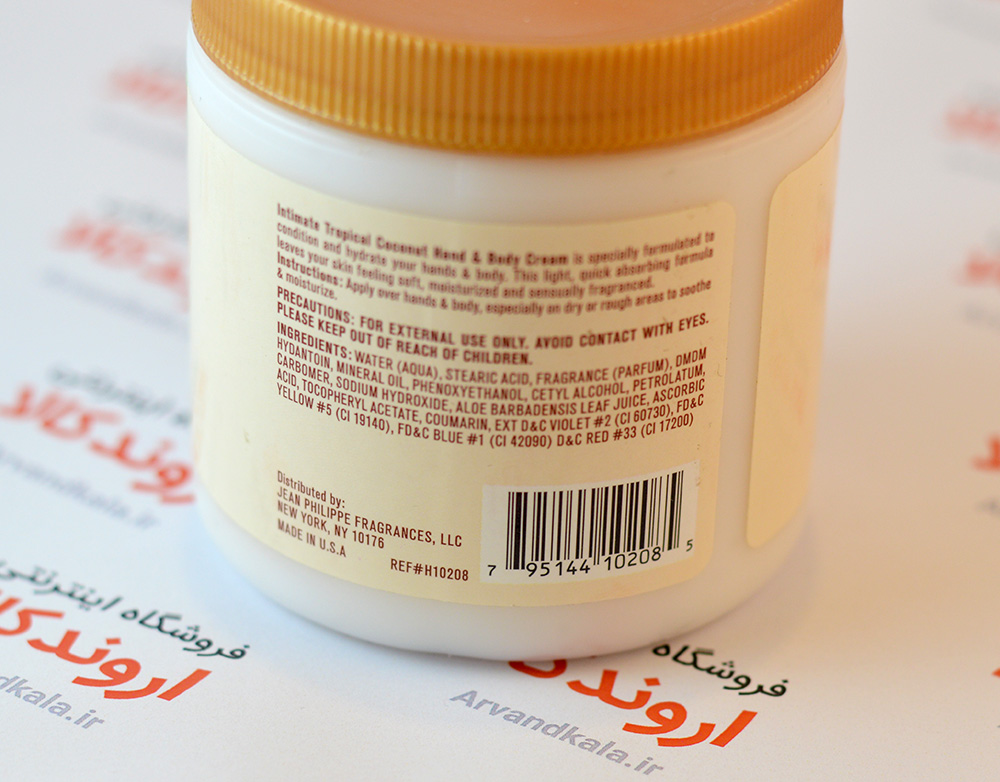 Intimate Tropical Coconut Hand & Body Cream is specially formulated to
condition and hydrate your hands & body. This light, quick absorbing formula
leaves your skin feeling soft, moisturized and sensually fragranced.
Instructions: Apply over hands & body, especially on dry or rough areas to soothe
& moisturize.
PRECAUTIONS: FOR EXTERNAL USE ONLY. AVOID CONTACT WITH EYES.
PLEASE KEEP OUT OF REACH OF CHILDREN.
INGREDIENTS: WATER (AQUA), STEARIC ACID, FRAGRANCE (PARFUM), DMDM
HYDANTOIN, MINERAL OIL, PHENOXYETHANOL, CETYL ALCOHOL, PETROLATUM,
CARBOMER, SODIUM HYDROXIDE, ALOE BARBADENSIS LEAF JUICE, ASCORBIC
ACID, TOCOPHERYL ACETATE, COUMARIN, EXT D&C VIOLET #2 (CI 60730), FD&C
YELLOW #5 (CI 19140), FD&C BLUE #1 (CI 42090) D&C RED #33 (CI 17200)
Distributed by:
JEAN PHILIPPE FRAGRANCES, LLC
NEW YORK, NY 10176
MADE IN U.S.A
REF#H10208
7 95144 10208 5
فروشگاه اینترنتی
اروندکالا
فروشگاه
اروند
Arvandkala.ir